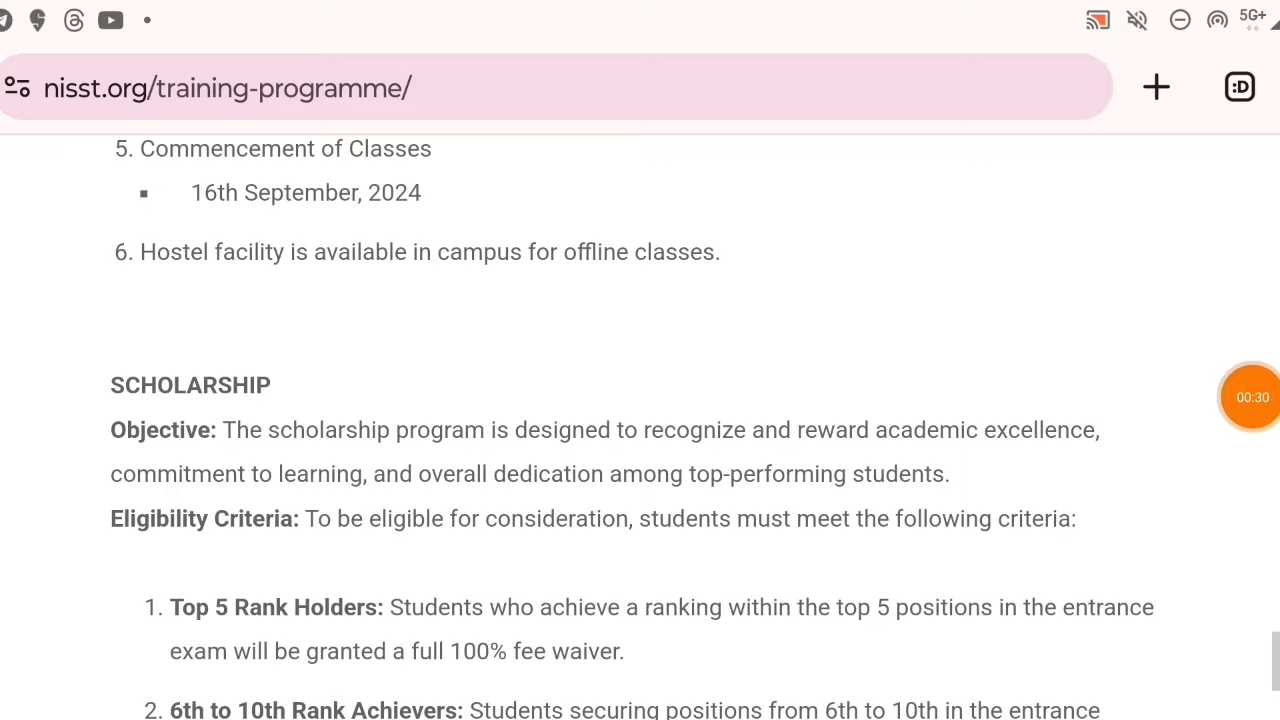 5G+
nisst.org/training-programme/
:D
5. Commencement of Classes
▪ 16th September, 2024
6. Hostel facility is available in campus for offline classes.
SCHOLARSHIP
Objective: The scholarship program is designed to recognize and reward academic excellence,
commitment to learning, and overall dedication among top-performing students.
Eligibility Criteria: To be eligible for consideration, students must meet the following criteria:
00:30
1. Top 5 Rank Holders: Students who achieve a ranking within the top 5 positions in the entrance
exam will be granted a full 100% fee waiver.
2. 6th to 10th Rank Achievers: Students securing positions from 6th to 10th in the entrance